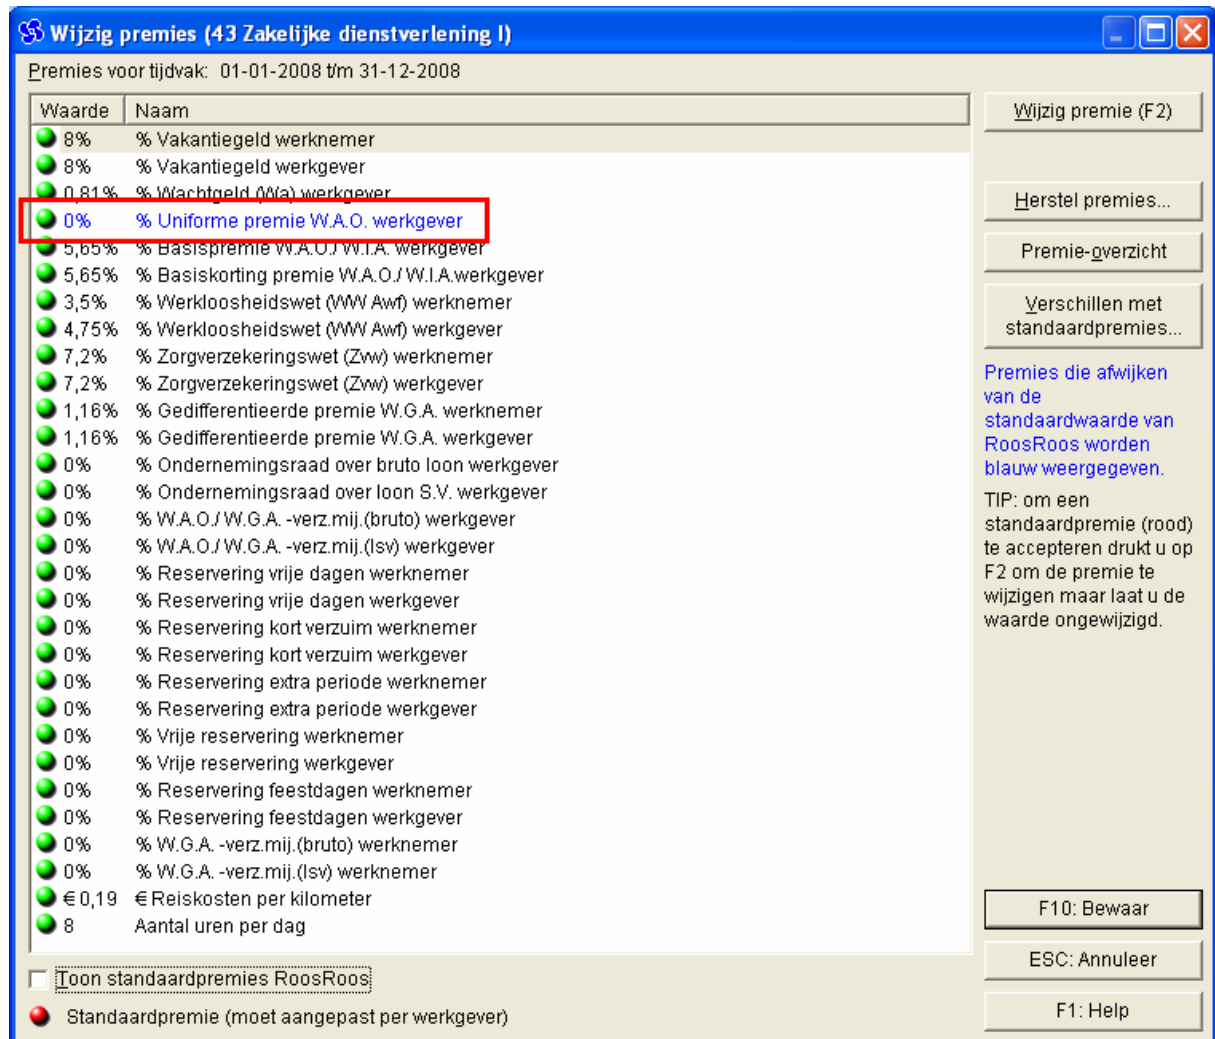 Wijzig premies (43 Zakelijke dienstverlening I)
Premies voor tijdvak: 01-01-2008 t/m 31-12-2008
Waarde Naam
8% % Vakantiegeld werknemer
8% % Vakantiegeld werkgever
0,81% % Wachtgeld (Wa) werkgever
0% % Uniforme premie W.A.O. werkgever
5,65% % Basispremie W.A.O./ W.I.A. werkgever
5,65% % Basiskorting premie W.A.O./ W.I.A.werkgever
3,5% % Werkloosheidswet (WW Awf) werknemer
4,75% % Werkloosheidswet (WW Awf) werkgever
7,2% % Zorgverzekeringswet (Zvw) werknemer
7,2% % Zorgverzekeringswet (Zvw) werkgever
1,16% % Gedifferentieerde premie W.G.A. werknemer
1,16% % Gedifferentieerde premie W.G.A. werkgever
0% % Ondernemingsraad over bruto loon werkgever
0% % Ondernemingsraad over loon S.V. werkgever
0% % W.A.O./ W.G.A. -verz.mij.(bruto) werkgever
0% % W.A.O./ W.G.A. -verz.mij.(lsv) werkgever
0% % Reservering vrije dagen werknemer
0% % Reservering vrije dagen werkgever
0% % Reservering kort verzuim werknemer
0% % Reservering kort verzuim werkgever
0% % Reservering extra periode werknemer
0% % Reservering extra periode werkgever
0% % Vrije reservering werknemer
0% % Vrije reservering werkgever
0% % Reservering feestdagen werknemer
0% % Reservering feestdagen werkgever
0% % W.G.A. -verz.mij.(bruto) werknemer
0% % W.G.A. -verz.mij.(lsv) werknemer
€ 0,19 € Reiskosten per kilometer
8 Aantal uren per dag
Toon standaardpremies RoosRoos
Standaardpremie (moet aangepast per werkgever)
Wijzig premie (F2)
Herstel premies...
Premie-overzicht
Verschillen met
standaardpremies...
Premies die afwijken
van de
standaardwaarde van
RoosRoos worden
blauw weergegeven.
TIP: om een
standaardpremie (rood)
te accepteren drukt u op
F2 om de premie te
wijzigen maar laat u de
waarde ongewijzigd.
F10: Bewaar
ESC: Annuleer
F1: Help